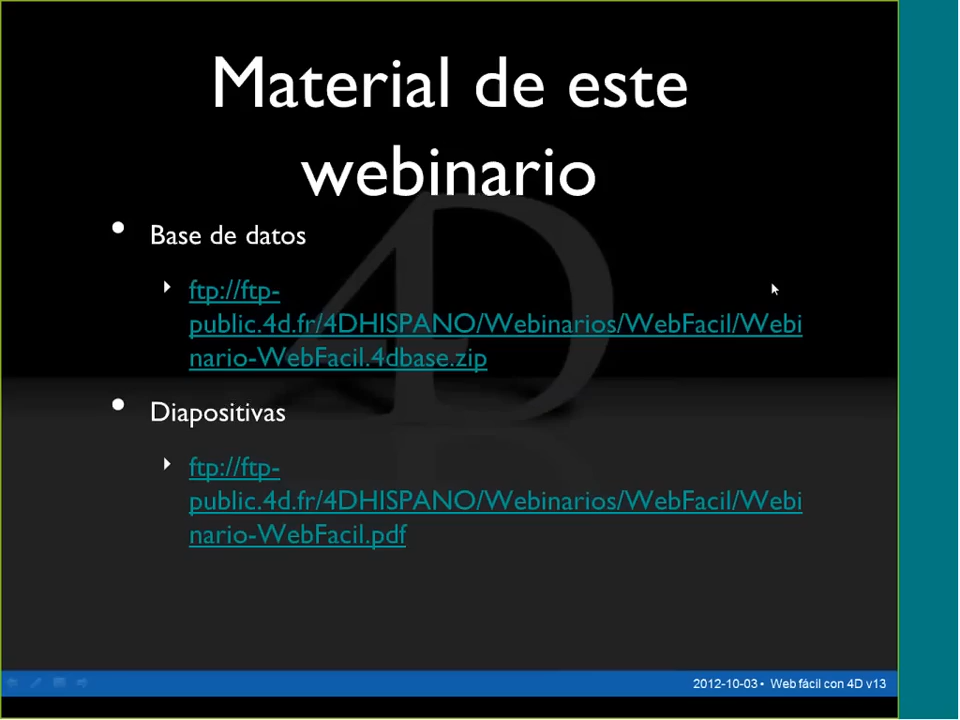 Material de este
webinario
• Base de datos
ftp://ftp-
public.4d.fr/4DHISPANO/Webinarios/WebFacil/Webi
nario-WebFacil.4dbase.zip
• Diapositivas
ftp://ftp-
public.4d.fr/4DHISPANO/Webinarios/WebFacil/Webi
nario-WebFacil.pdf
4D
2012-10-03 • Web fácil con 4D v13